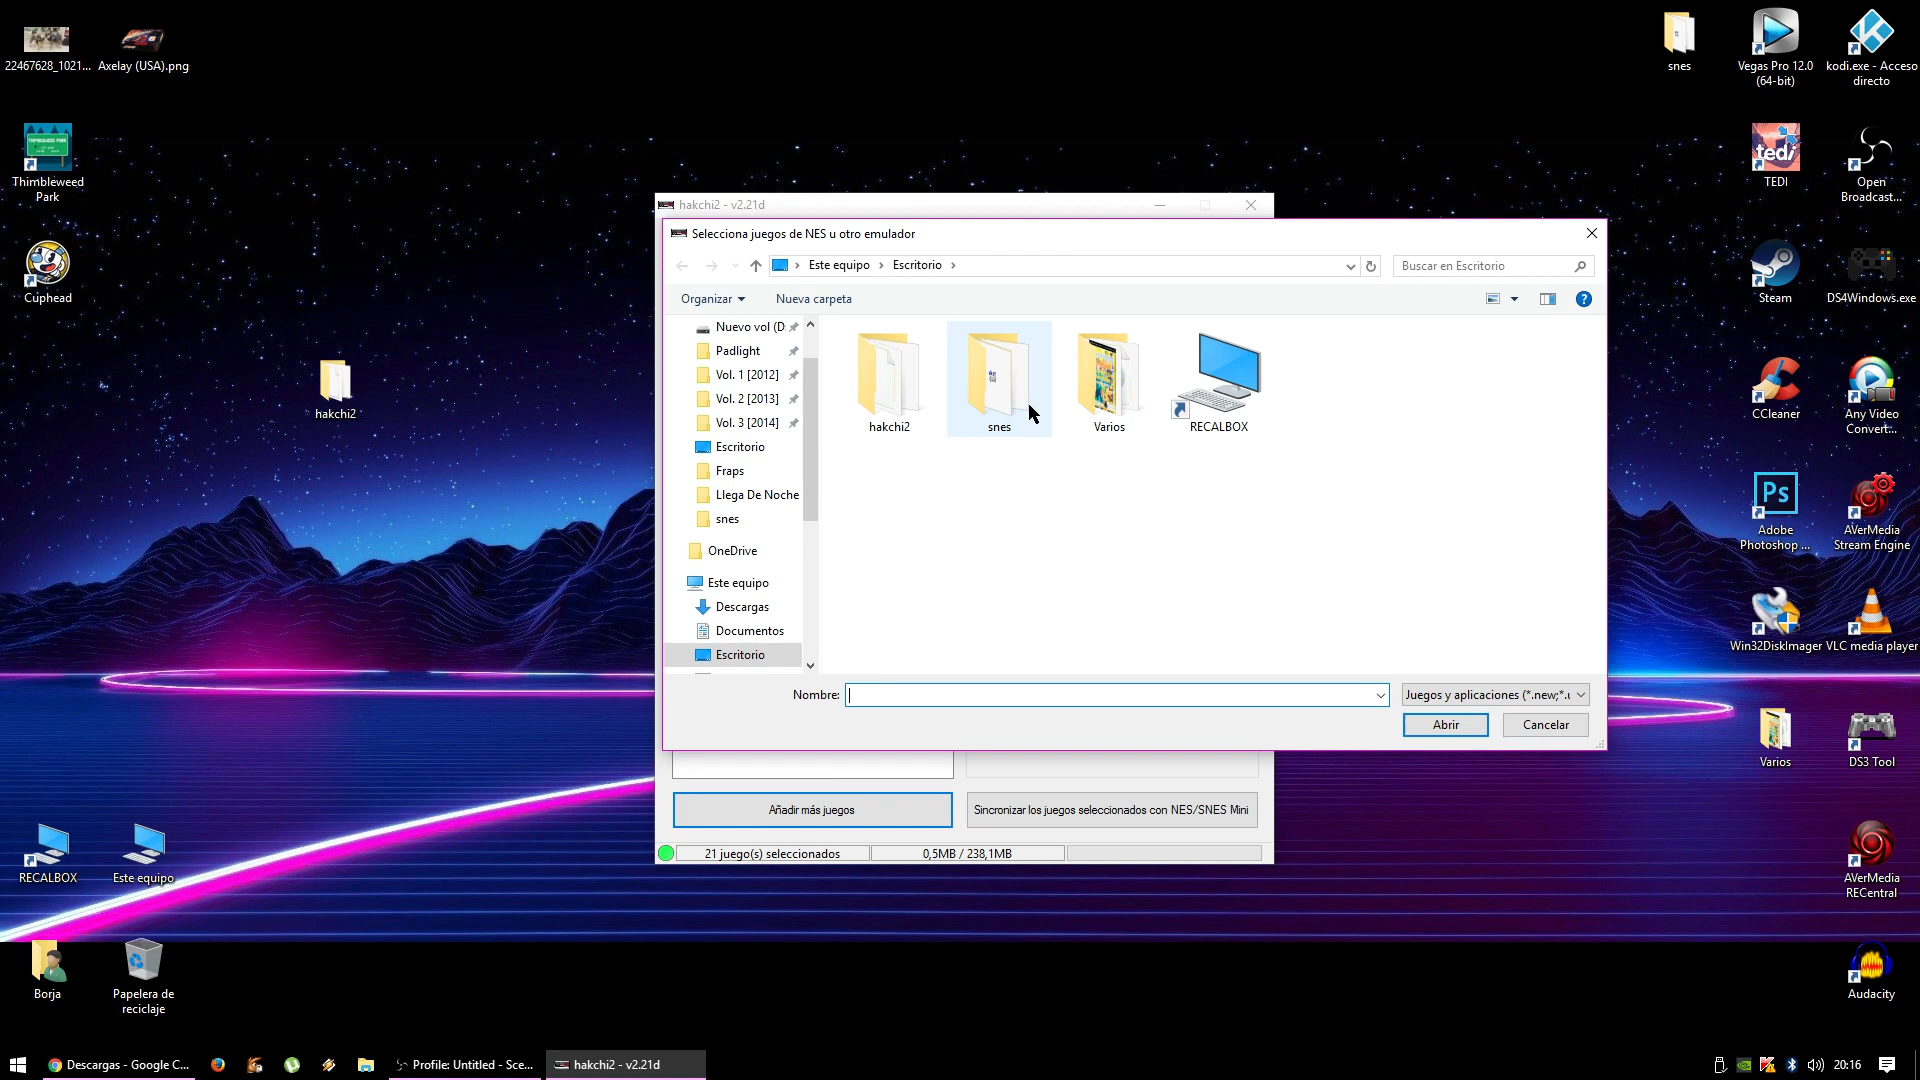 22467628_1021...
Axelay (USA).png
Thimbleweed
Park
Cuphead
hakchi2
RECALBOX
Este equipo
Borja
Papelera de
reciclaje
snes
Vegas Pro 12.0
(64-bit)
kodi.exe - Acceso
directo
tedi
TEDI
Open
Broadcast...
Steam
DS4Windows.exe
CCleaner
Any Video
Convert...
Ps
Adobe
Photoshop ...
AVerMedia
Stream Engine
Win32DiskImager
VLC media player
Varios
DS3 Tool
AVerMedia
RECentral
Audacity
hakchi2 - v2.21d
Selecciona juegos de NES u otro emulador
Este equipo
Escritorio
Buscar en Escritorio
Organizar
Nueva carpeta
Nuevo vol (D:
Padlight
Vol. 1 [2012]
Vol. 2 [2013]
Vol. 3 [2014]
Escritorio
Fraps
Llega De Noche
snes
OneDrive
Este equipo
Descargas
Documentos
Escritorio
hakchi2
snes
Varios
RECALBOX
Nombre:
Juegos y aplicaciones (*.new;*.u
Abrir
Cancelar
Añadir más juegos
Sincronizar los juegos seleccionados con NES/SNES Mini
21 juego(s) seleccionados
0,5MB / 238,1MB
Descargas - Google C...
Profile: Untitled - Sce...
hakchi2 - v2.21d
20:16